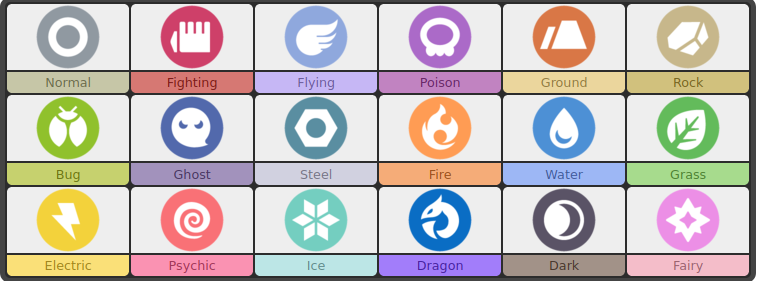 Normal Fighting Flying Poison Ground Rock
Bug Ghost Steel Fire Water Grass
Electric Psychic Ice Dragon Dark Fairy